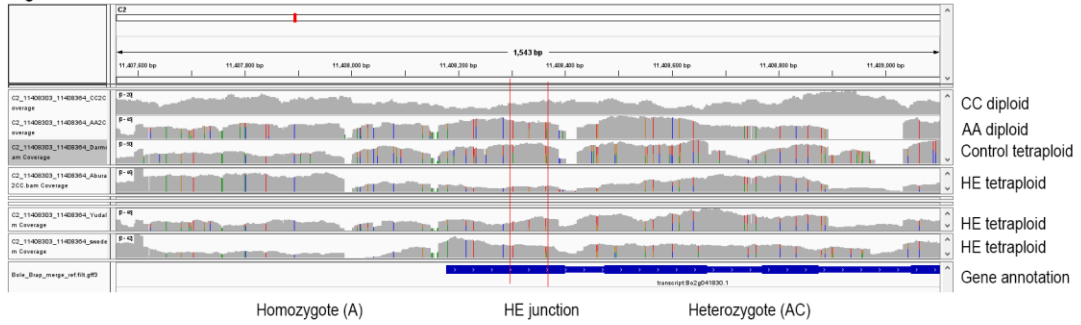 C2
1,543 bp
11,407,600 bp 11,407,800 bp 11,408,000 bp 11,408,200 bp 11,408,400 bp 11,408,600 bp 11,408,800 bp 11,409,000 bp
C2_11408303_11408364_CC2C
overage
CC diploid
C2_11408303_11408364_AA2C
overage
AA diploid
C2_11408303_11408364_Darm
am Coverage
Control tetraploid
C2_11408303_11408364_Abura
2CC.bam Coverage
HE tetraploid
C2_11408303_11408364_Yudal
m Coverage
HE tetraploid
C2_11408303_11408364_swede
m Coverage
HE tetraploid
Bole_Brap_merge_ref.filt.gff3
Gene annotation
transcript:Bo2g041830.1
Homozygote (A) HE junction Heterozygote (AC)